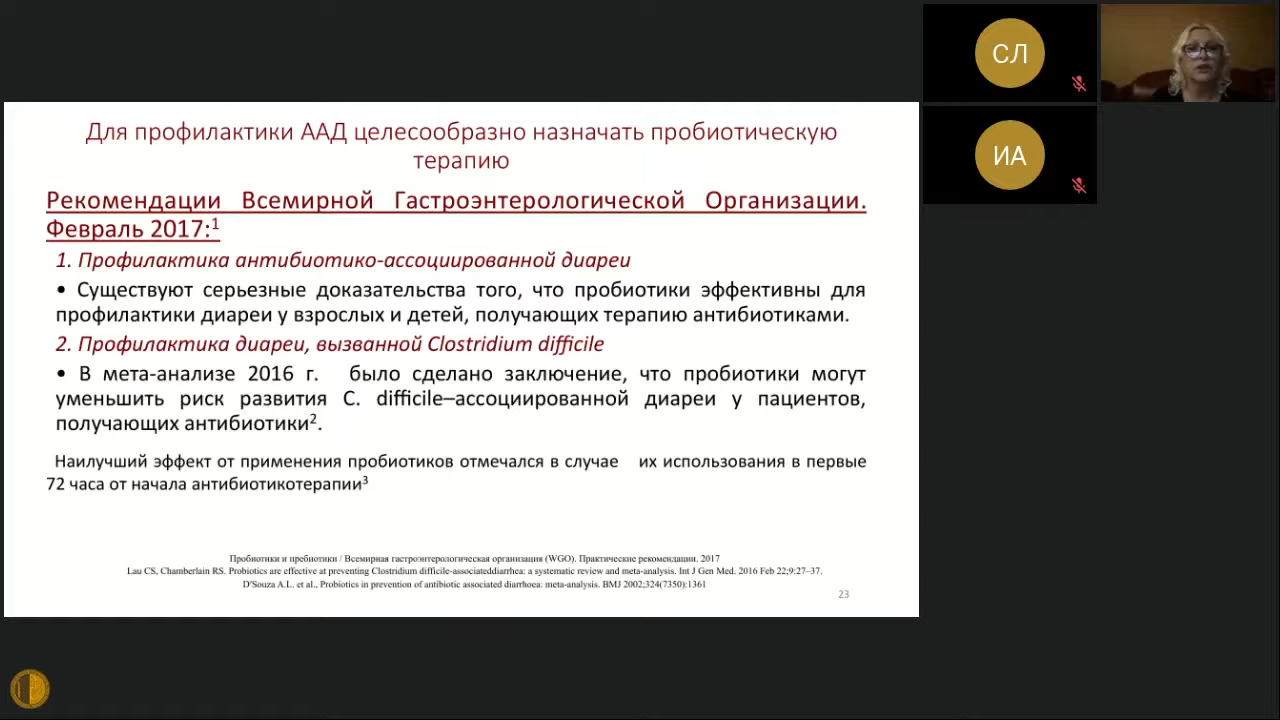 Для профилактики ААД целесообразно назначать пробиотическую
терапию
Рекомендации Всемирной Гастроэнтерологической Организации.
Февраль 2017:1
1. Профилактика антибиотико-ассоциированной диареи
• Существуют серьезные доказательства того, что пробиотики эффективны для
профилактики диареи у взрослых и детей, получающих терапию антибиотиками.
2. Профилактика диареи, вызванной Clostridium difficile
• В мета-анализе 2016 г. было сделано заключение, что пробиотики могут
уменьшить риск развития C. difficile–ассоциированной диареи у пациентов,
получающих антибиотики2.
Наилучший эффект от применения пробиотиков отмечался в случае их использования в первые
72 часа от начала антибиотикотерапии3
Пробиотики и пребиотики / Всемирная гастроэнтерологическая организация (WGO). Практические рекомендации. 2017
Lau CS, Chamberlain RS. Probiotics are effective at preventing Clostridium difficile-associateddiarrhea: a systematic review and meta-analysis. Int J Gen Med. 2016 Feb 22;9:27–37.
D'Souza A.L. et al., Probiotics in prevention of antibiotic associated diarrhoea: meta-analysis. BMJ 2002;324(7350):1361
23
СЛ
ИА